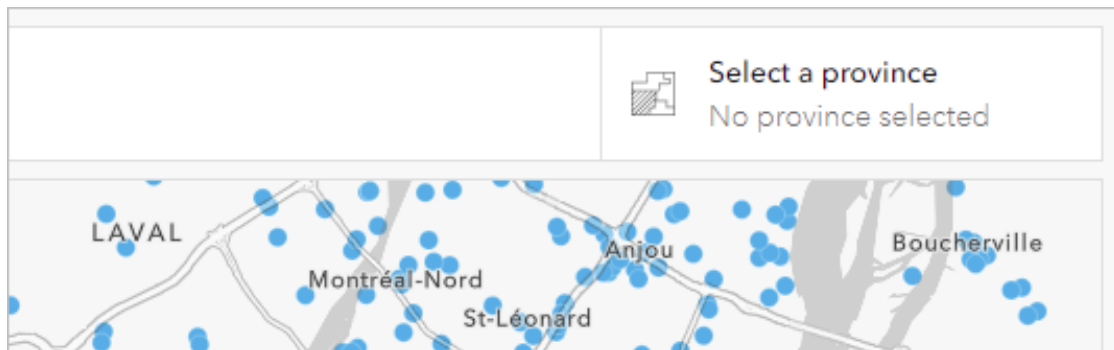 Select a province
No province selected
LAVAL
Anjou
Boucherville
Montréal-Nord
St-Léonard